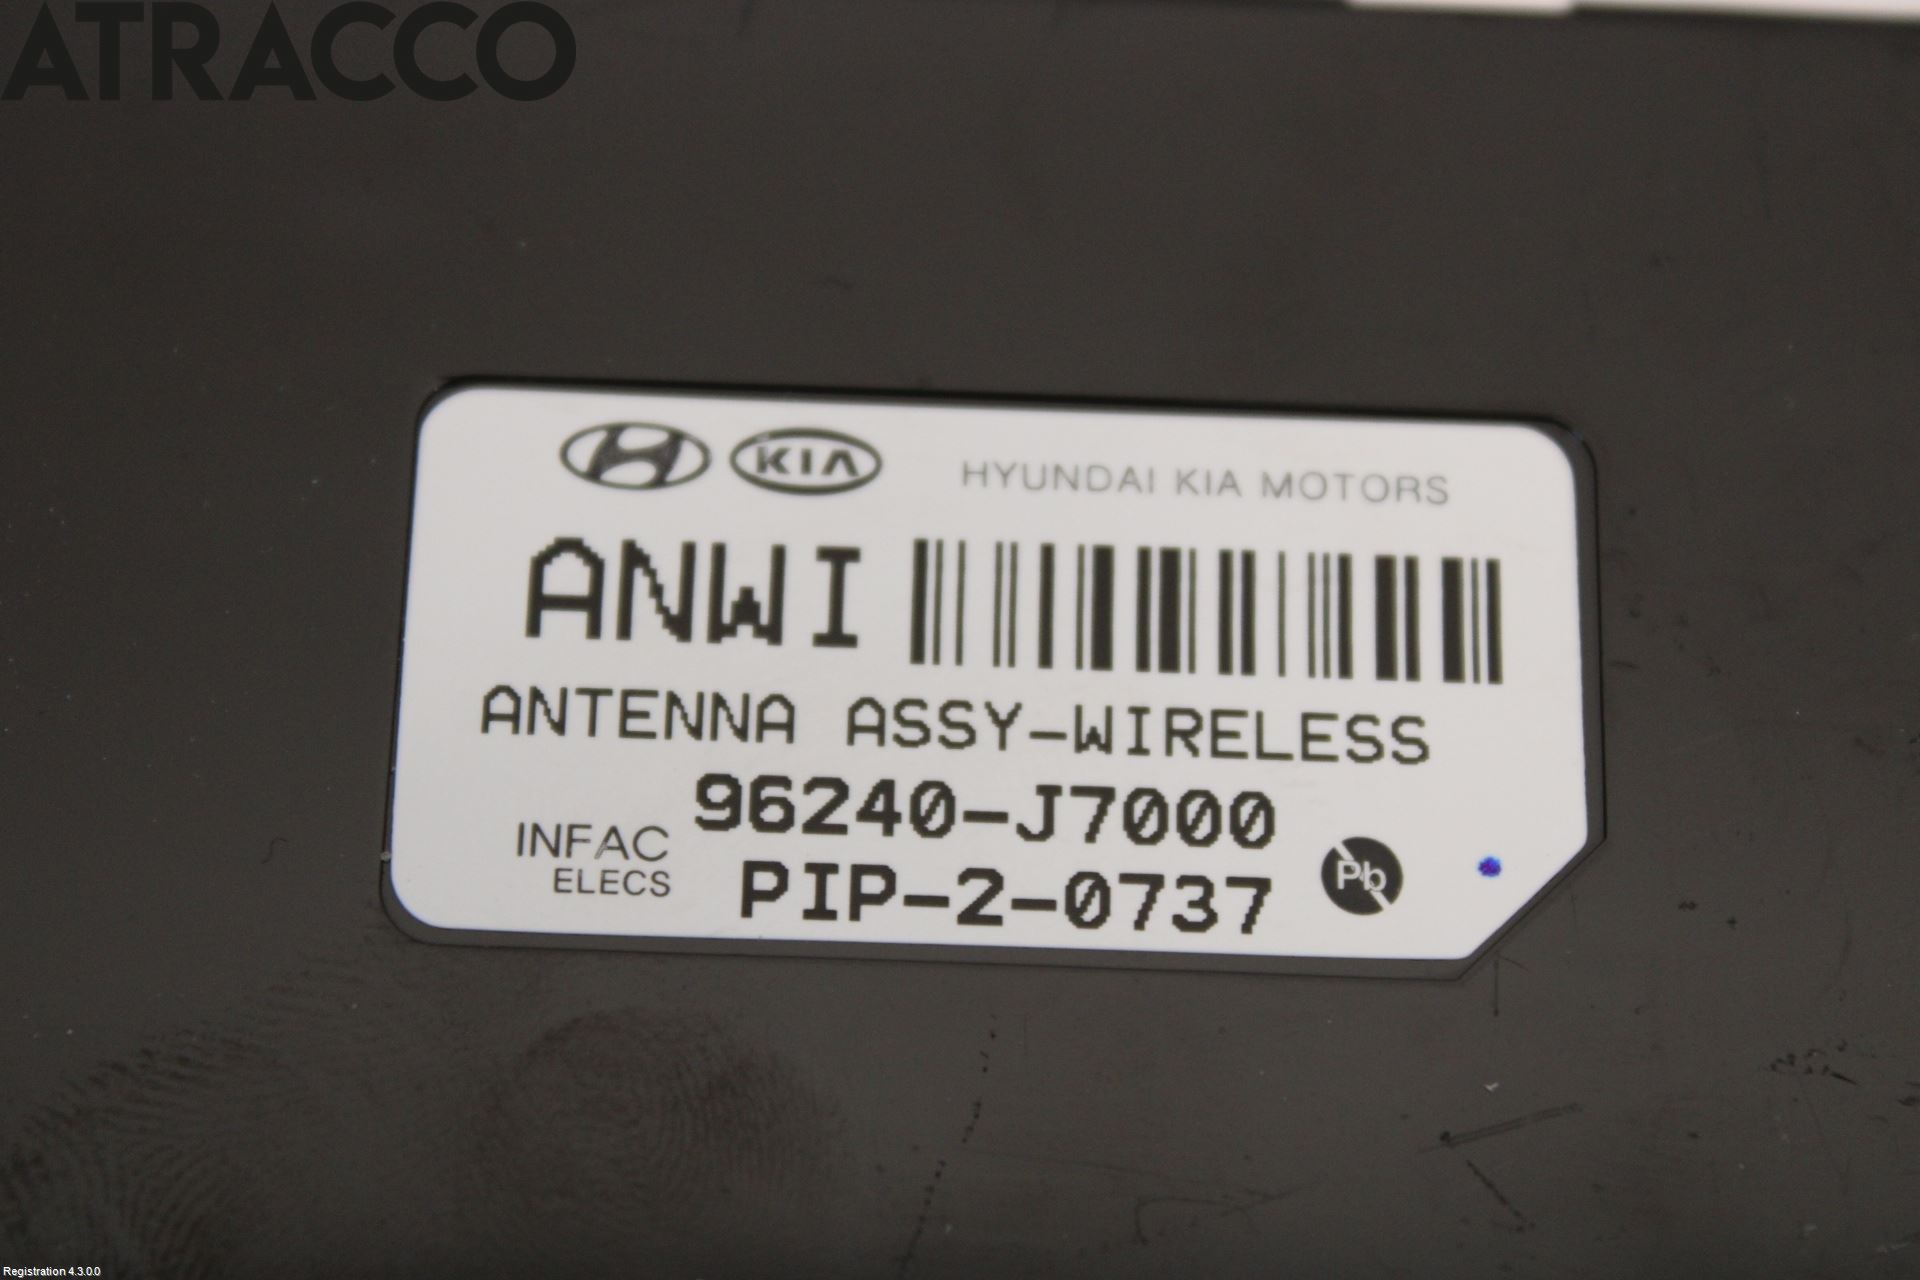 ATRACCO
KIA
HYUNDAI KIA MOTORS
ANWI
ANTENNA ASSY-WIRELESS
96240-J7000
INFAC
ELECS
PIP-2-0737
Pb
Registration 4.3.0.0